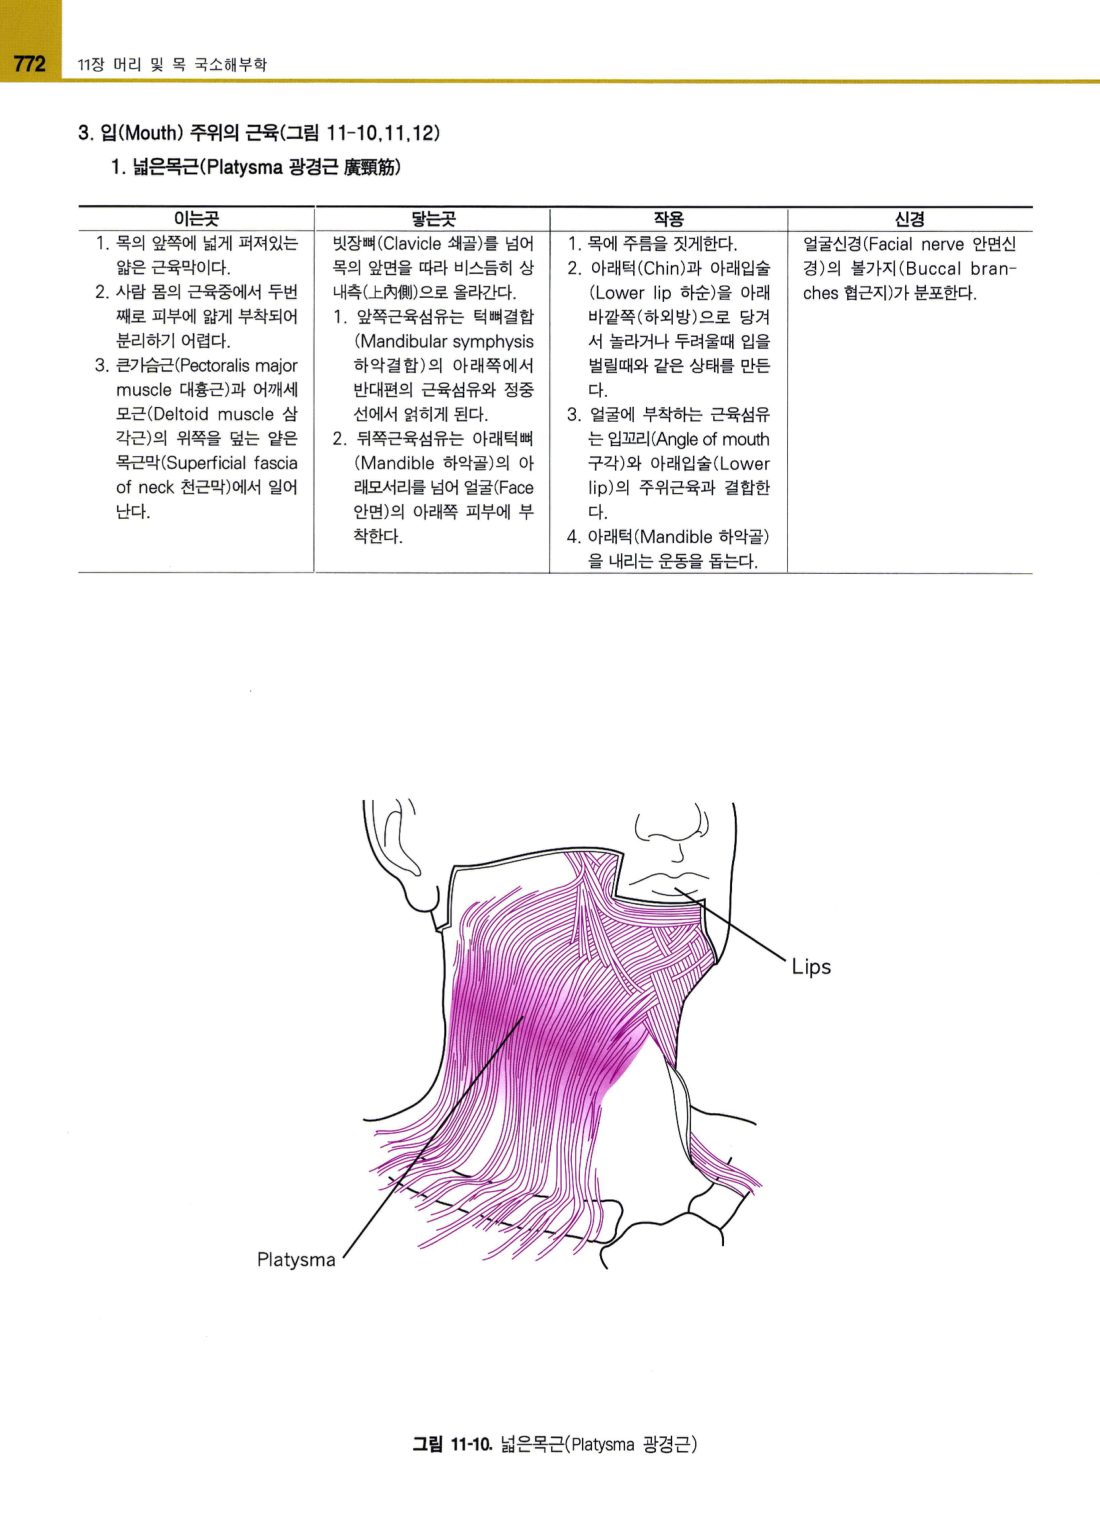 772
11장 머리 및 목 국소해부학
3. 입(Mouth) 주위의 근육(그림 11-10,11,12)
1. 넓은목근(Platysma 광경근 廣頸筋)
이는곳
1. 목의 앞쪽에 넓게 퍼져있는
얇은 근육막이다.
2. 사람 몸의 근육중에서 두번
째로 피부에 얇게 부착되어
분리하기 어렵다.
3. 큰가슴근(Pectoralis major
muscle 대흉근)과 어깨세
모근(Deltoid muscle 삼
각근)의 위쪽을 덮는 얕은
목근막(Superficial fascia
of neck 천근막)에서 일어
난다.
닿는곳
빗장뼈(Clavicle 쇄골)를 넘어
목의 앞면을 따라 비스듬히 상
내측(上內側)으로 올라간다.
1. 앞쪽근육섬유는 턱뼈결합
(Mandibular symphysis
하악결합)의 아래쪽에서
반대편의 근육섬유와 정중
선에서 얽히게 된다.
2. 뒤쪽근육섬유는 아래턱뼈
(Mandible 하악골)의 아
래모서리를 넘어 얼굴(Face
안면)의 아래쪽 피부에 부
착한다.
작용
1. 목에 주름을 짓게한다.
2. 아래턱(Chin)과 아래입술
(Lower lip 하순)을 아래
바깥쪽(하외방)으로 당겨
서 놀라거나 두려울때 입을
벌릴때와 같은 상태를 만든
다.
3. 얼굴에 부착하는 근육섬유
는 입꼬리(Angle of mouth
구각)와 아래입술(Lower
lip)의 주위근육과 결합한
다.
4. 아래턱(Mandible 하악골)
을 내리는 운동을 돕는다.
신경
얼굴신경(Facial nerve 안면신
경)의 볼가지(Buccal bran-
ches 협근지)가 분포한다.
Lips
Platysma
그림 11-10. 넓은목근(Platysma 광경근)